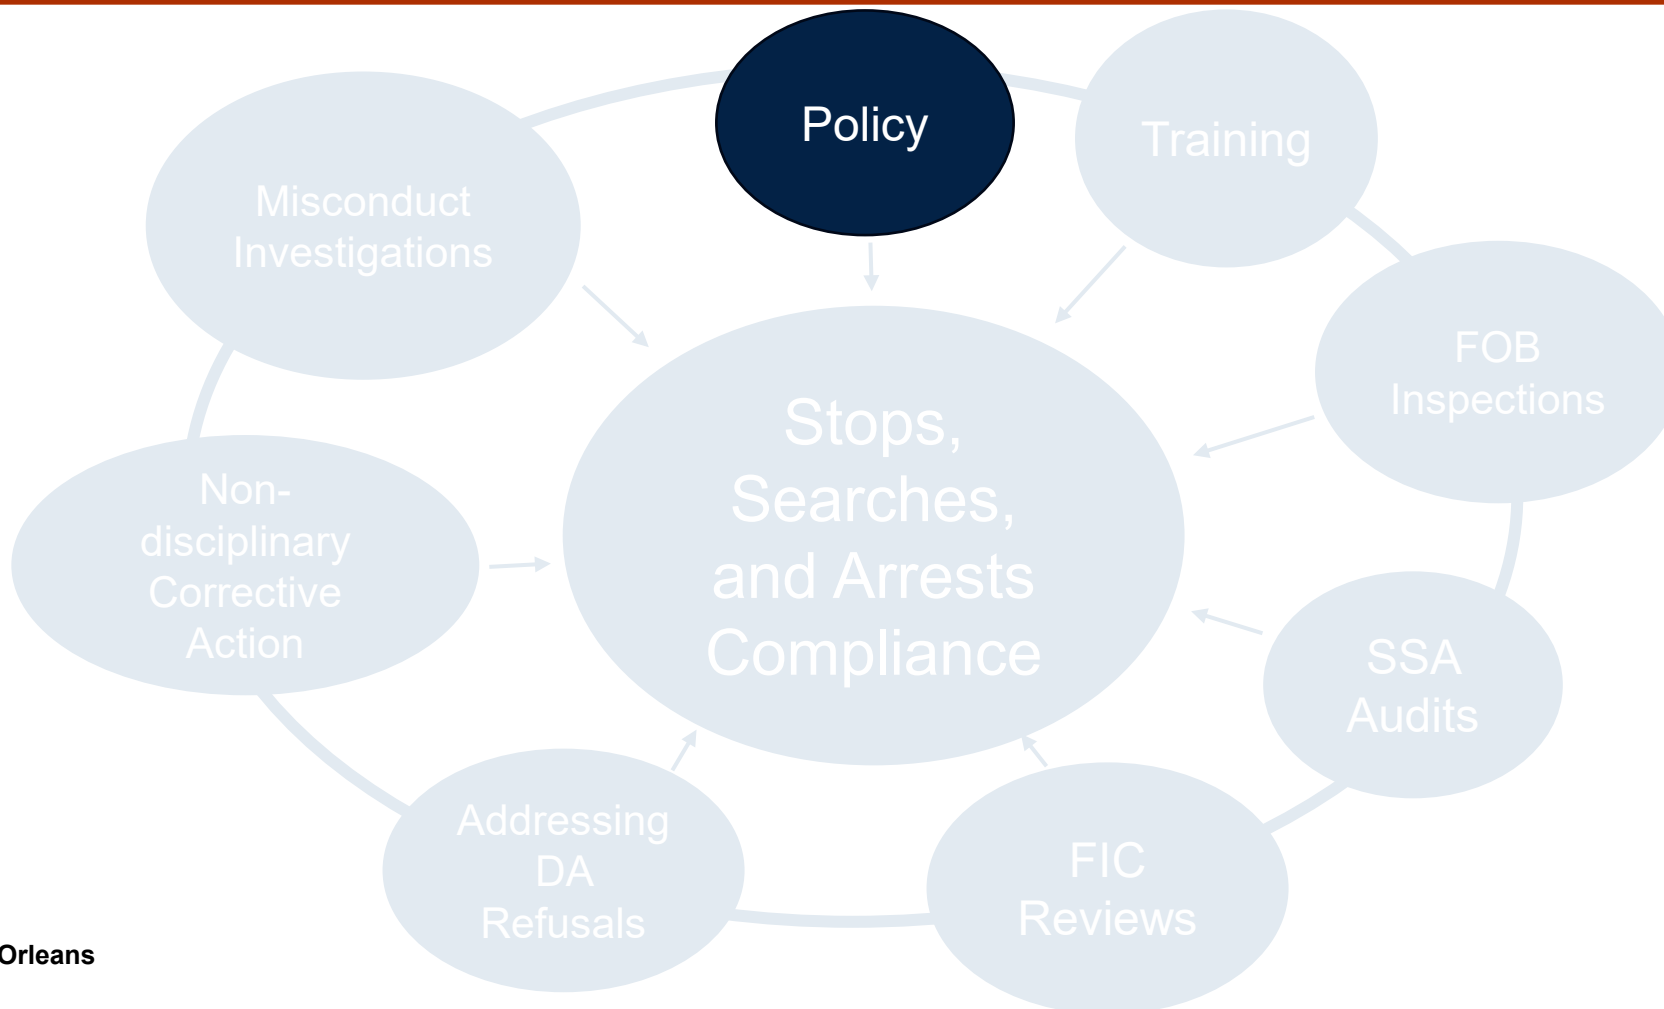 Policy
Training
Misconduct
Investigations
FOB
Inspections
Stops,
Searches,
and Arrests
Compliance
Non-
disciplinary
Corrective
Action
SSA
Audits
Addressing
DA
Refusals
FIC
Reviews
Orleans